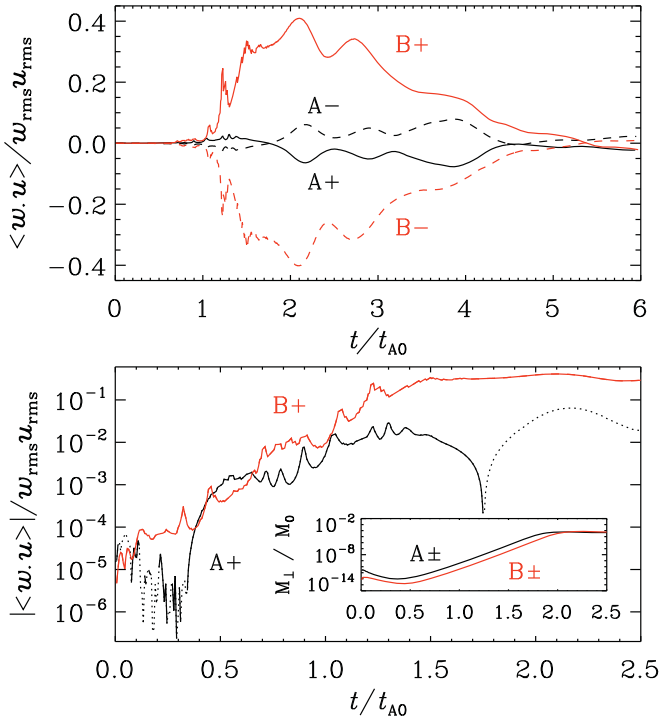 <w.u>/w_rms u_rms
0.4
0.2
0.0
−0.2
−0.4
B+
A−
A+
B−
0 1 2 3 4 5 6
t/t_A0
|<w.u>|/w_rms u_rms
10^−1
10^−2
10^−3
10^−4
10^−5
10^−6
B+
A+
M_⊥ / M_0
10^−2
10^−8
10^−14
A±
B±
0.0 0.5 1.0 1.5 2.0 2.5
0.0 0.5 1.0 1.5 2.0 2.5
t/t_A0